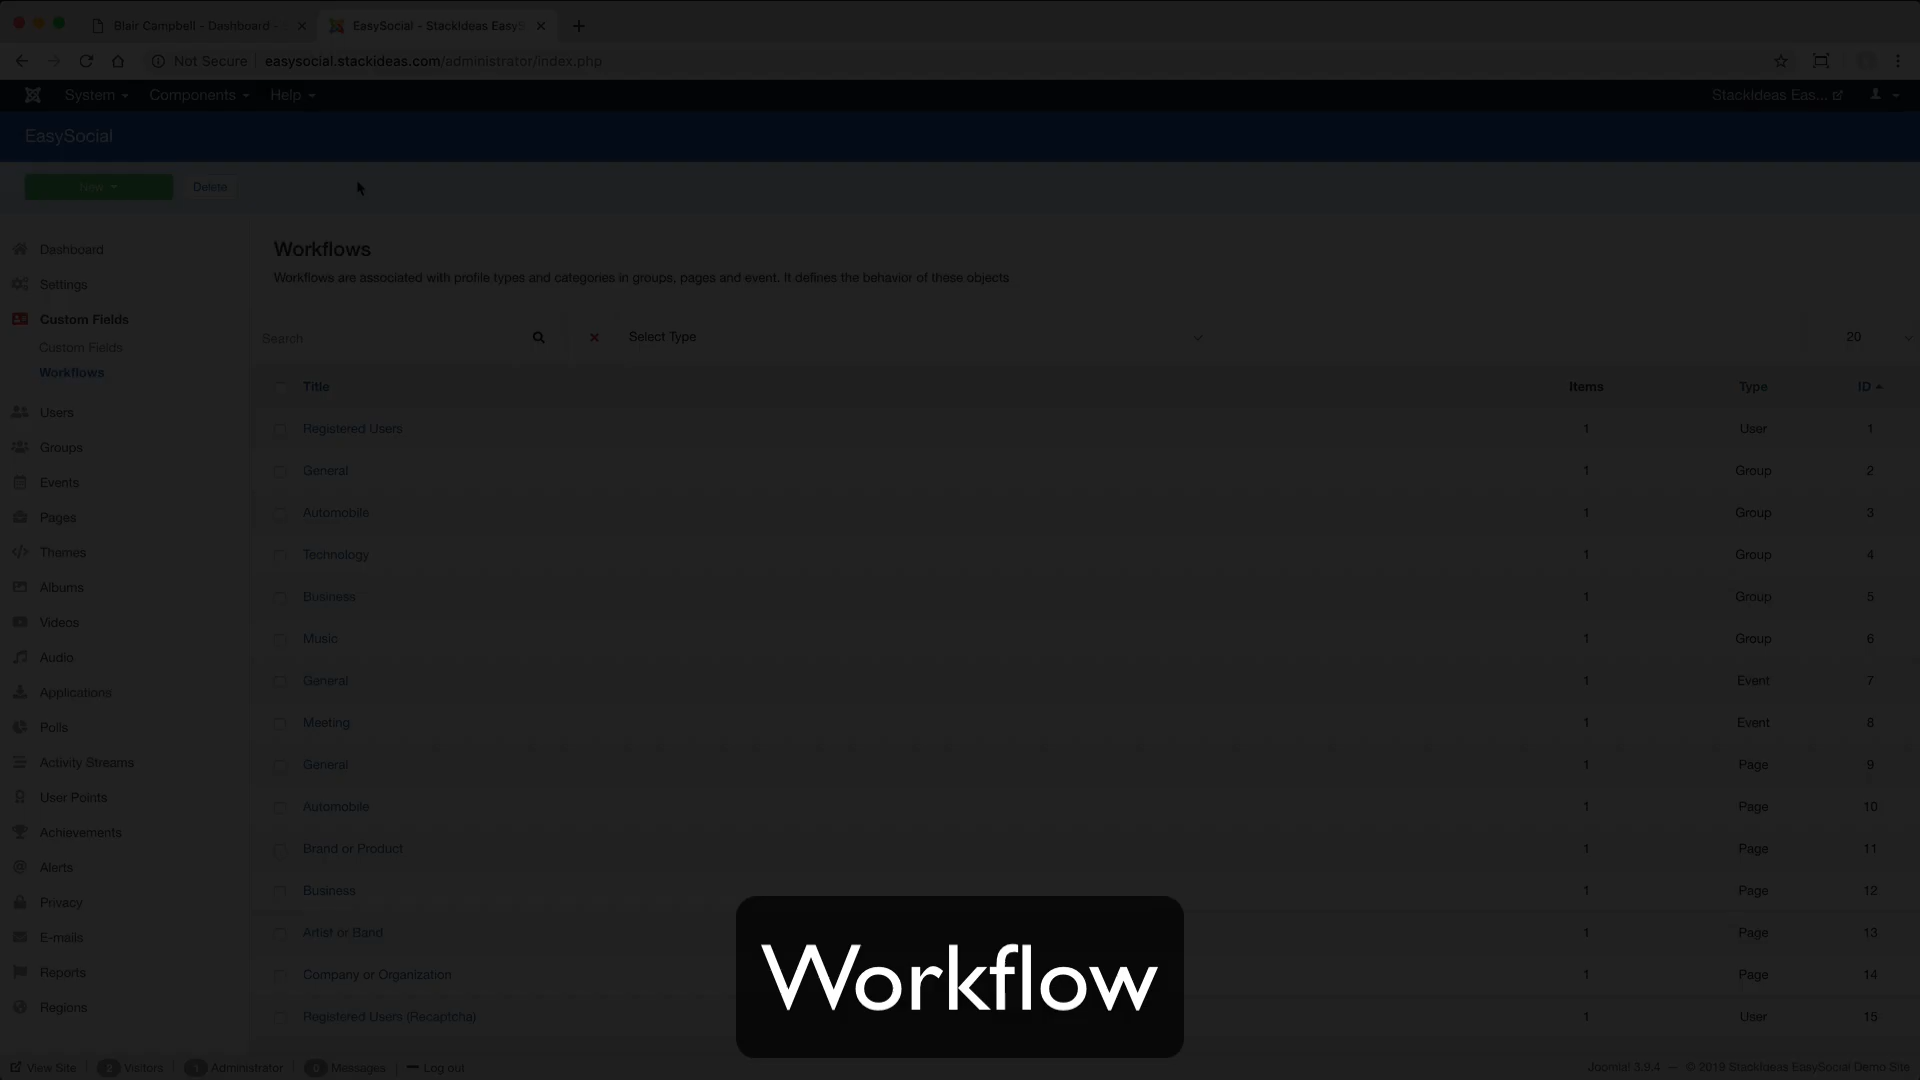 Blair Campbell - Dashboard -
EasySocial - StackIdeas EasyS
Not Secure
easysocial.stackideas.com/administrator/index.php
System
Components
Help
StackIdeas Eas...
EasySocial
New
Delete
Dashboard
Settings
Custom Fields
Custom Fields
Workflows
Users
Groups
Events
Pages
Themes
Albums
Videos
Audio
Applications
Polls
Activity Streams
User Points
Achievements
Alerts
Privacy
E-mails
Reports
Regions
Workflows
Workflows are associated with profile types and categories in groups, pages and event. It defines the behavior of these objects
Search
Select Type
20
Title Items Type ID
Registered Users 1 User 1
General 1 Group 2
Automobile 1 Group 3
Technology 1 Group 4
Business 1 Group 5
Music 1 Group 6
General 1 Event 7
Meeting 1 Event 8
General 1 Page 9
Automobile 1 Page 10
Brand or Product 1 Page 11
Business 1 Page 12
Artist or Band 1 Page 13
Company or Organization 1 Page 14
Registered Users (Recaptcha) 1 User 15
Workflow
View Site 2 Visitors 1 Administrator 0 Messages Log out
Joomla! 3.9.4 — © 2019 StackIdeas EasySocial Demo Site